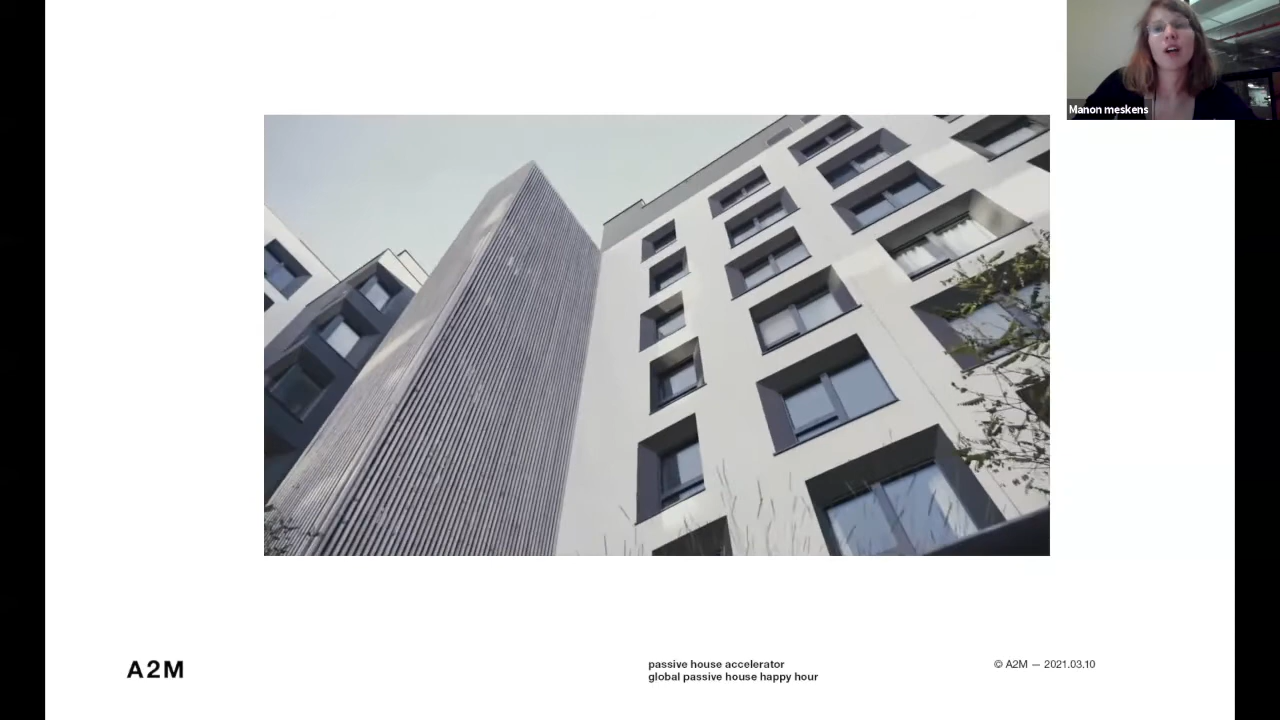 Manon meskens
A2M
passive house accelerator
global passive house happy hour
© A2M — 2021.03.10